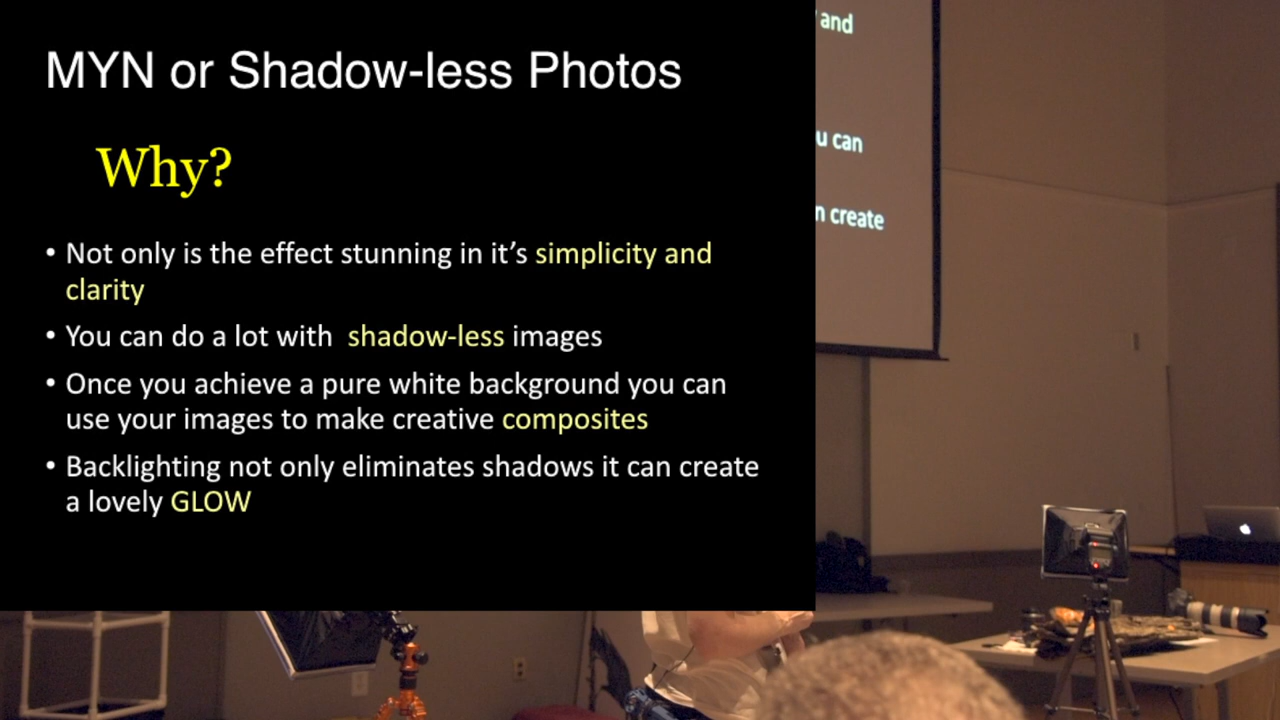 MYN or Shadow-less Photos
Why?
• Not only is the effect stunning in it’s simplicity and
clarity
• You can do a lot with  shadow-less images
• Once you achieve a pure white background you can
use your images to make creative composites
• Backlighting not only eliminates shadows it can create
a lovely GLOW
and
u can
n create